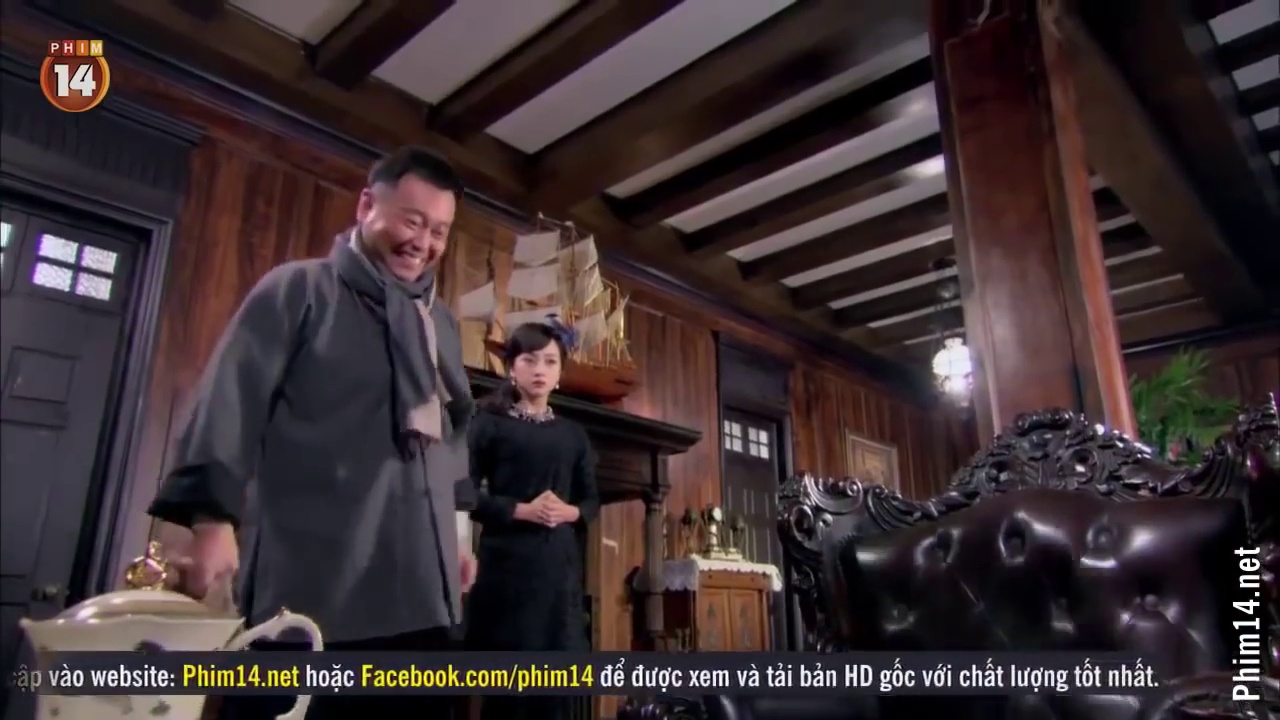 PHIM
14
cập vào website: Phim14.net hoặc Facebook.com/phim14 để được xem và tải bản HD gốc với chất lượng tốt nhất.
Phim14.net